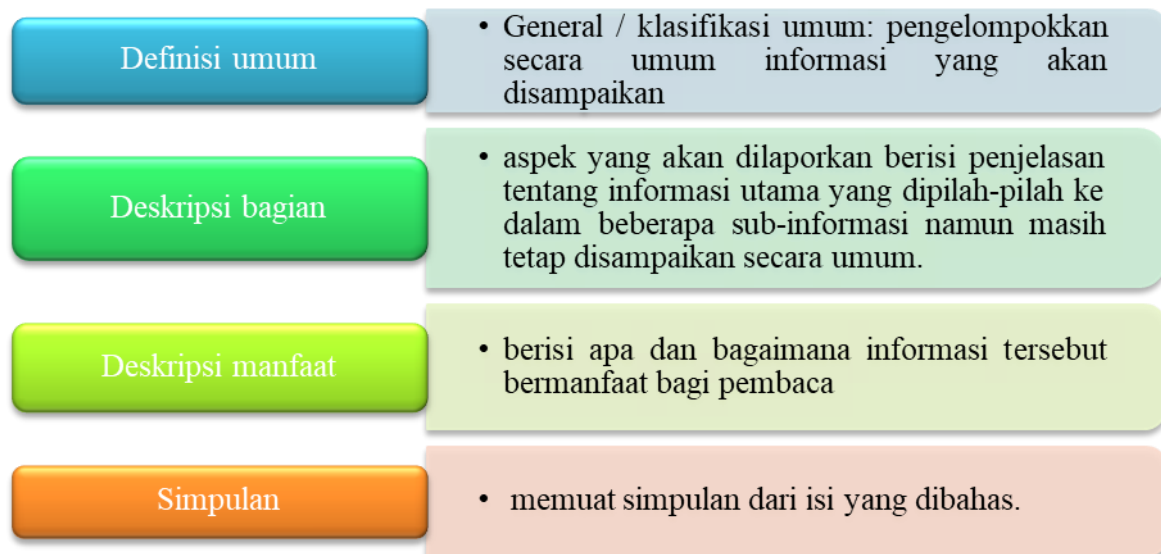 Definisi umum
• General / klasifikasi umum: pengelompokkan
secara umum informasi yang akan
disampaikan
Deskripsi bagian
• aspek yang akan dilaporkan berisi penjelasan
tentang informasi utama yang dipilah-pilah ke
dalam beberapa sub-informasi namun masih
tetap disampaikan secara umum.
Deskripsi manfaat
• berisi apa dan bagaimana informasi tersebut
bermanfaat bagi pembaca
Simpulan
• memuat simpulan dari isi yang dibahas.